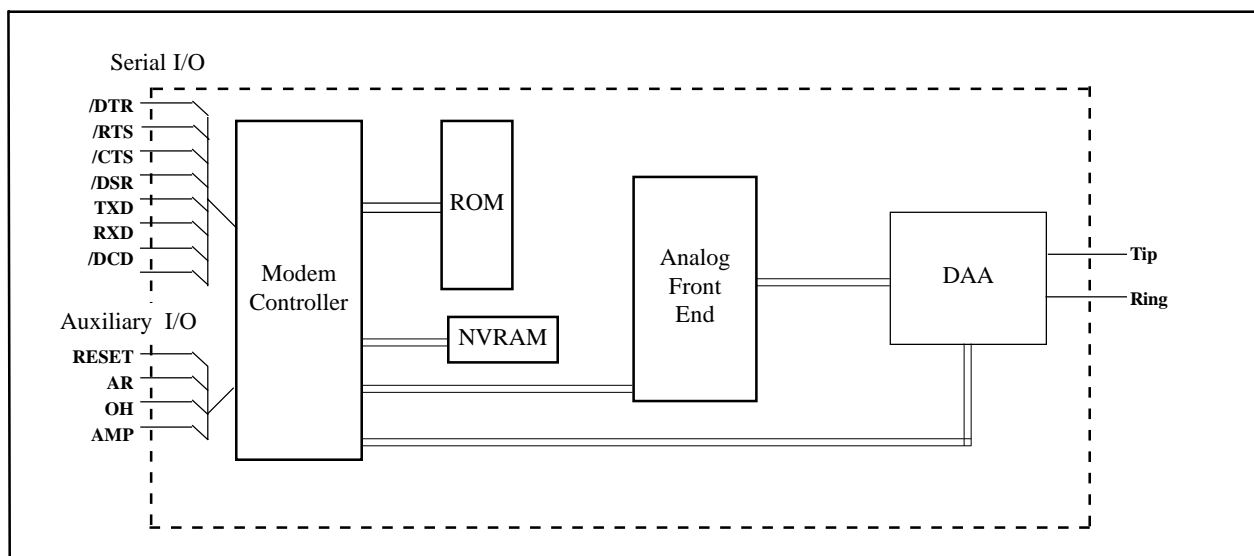 Serial I/O
/DTR
/RTS
/CTS
/DSR
TXD
RXD
/DCD
Auxiliary I/O
RESET
AR
OH
AMP
Modem
Controller
ROM
NVRAM
Analog
Front
End
DAA
Tip
Ring